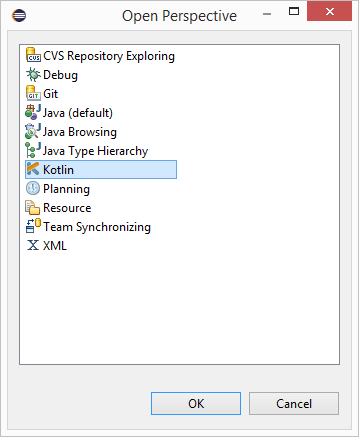 Open Perspective
CVS Repository Exploring
Debug
Git
Java (default)
Java Browsing
Java Type Hierarchy
Kotlin
Planning
Resource
Team Synchronizing
XML
OK
Cancel